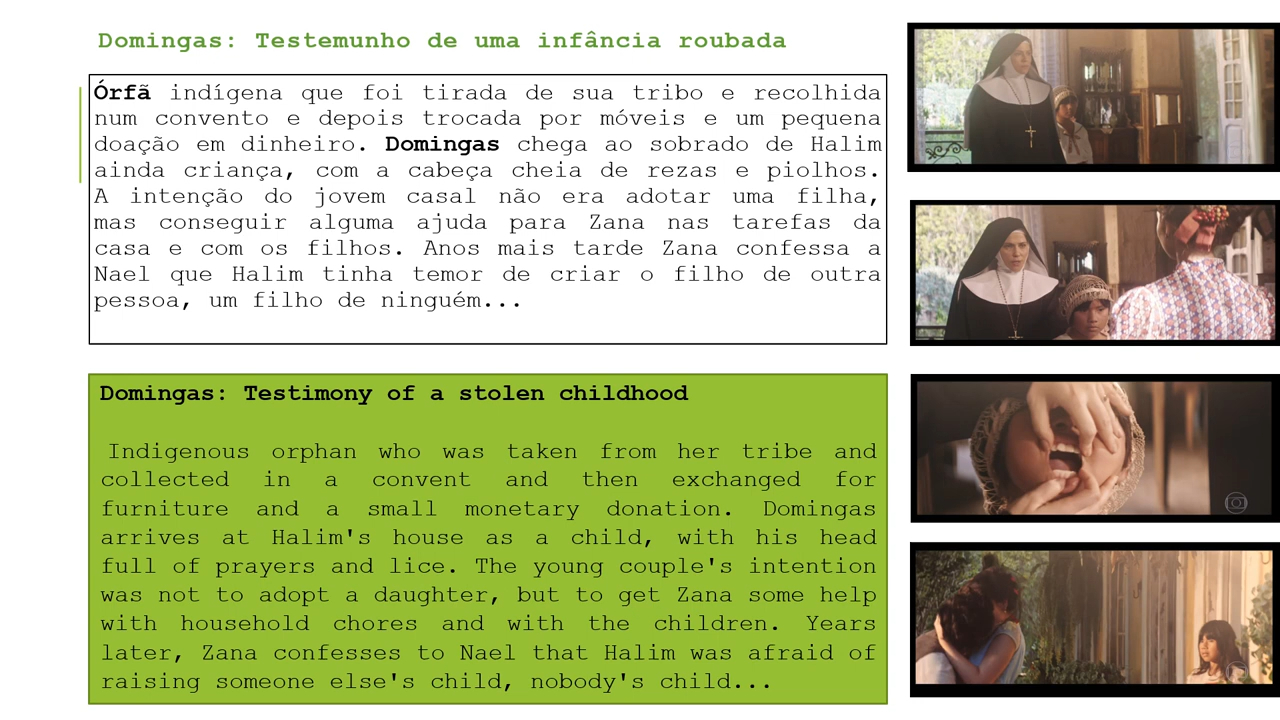 Domingas: Testemunho de uma infância roubada
Órfã indígena que foi tirada de sua tribo e recolhida
num convento e depois trocada por móveis e um pequena
doação em dinheiro. Domingas chega ao sobrado de Halim
ainda criança, com a cabeça cheia de rezas e piolhos.
A intenção do jovem casal não era adotar uma filha,
mas conseguir alguma ajuda para Zana nas tarefas da
casa e com os filhos. Anos mais tarde Zana confessa a
Nael que Halim tinha temor de criar o filho de outra
pessoa, um filho de ninguém...
Domingas: Testimony of a stolen childhood
Indigenous orphan who was taken from her tribe and
collected in a convent and then exchanged for
furniture and a small monetary donation. Domingas
arrives at Halim's house as a child, with his head
full of prayers and lice. The young couple's intention
was not to adopt a daughter, but to get Zana some help
with household chores and with the children. Years
later, Zana confesses to Nael that Halim was afraid of
raising someone else's child, nobody's child...